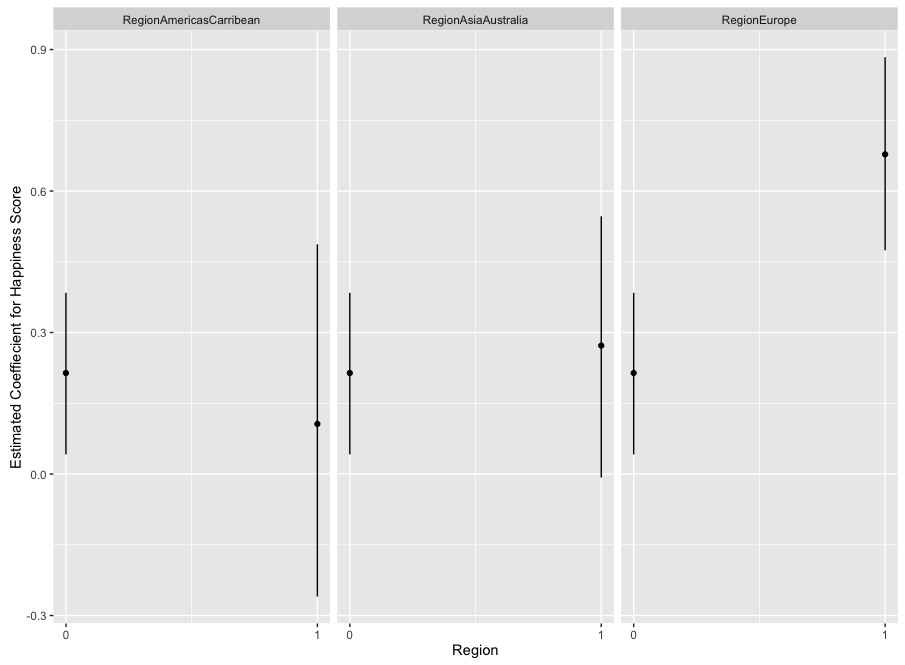 RegionAmericasCarribean RegionAsiaAustralia RegionEurope
Estimated Coeffiecient for Happiness Score
0.9
0.6
0.3
0.0
-0.3
0 1 0 1 0 1
Region